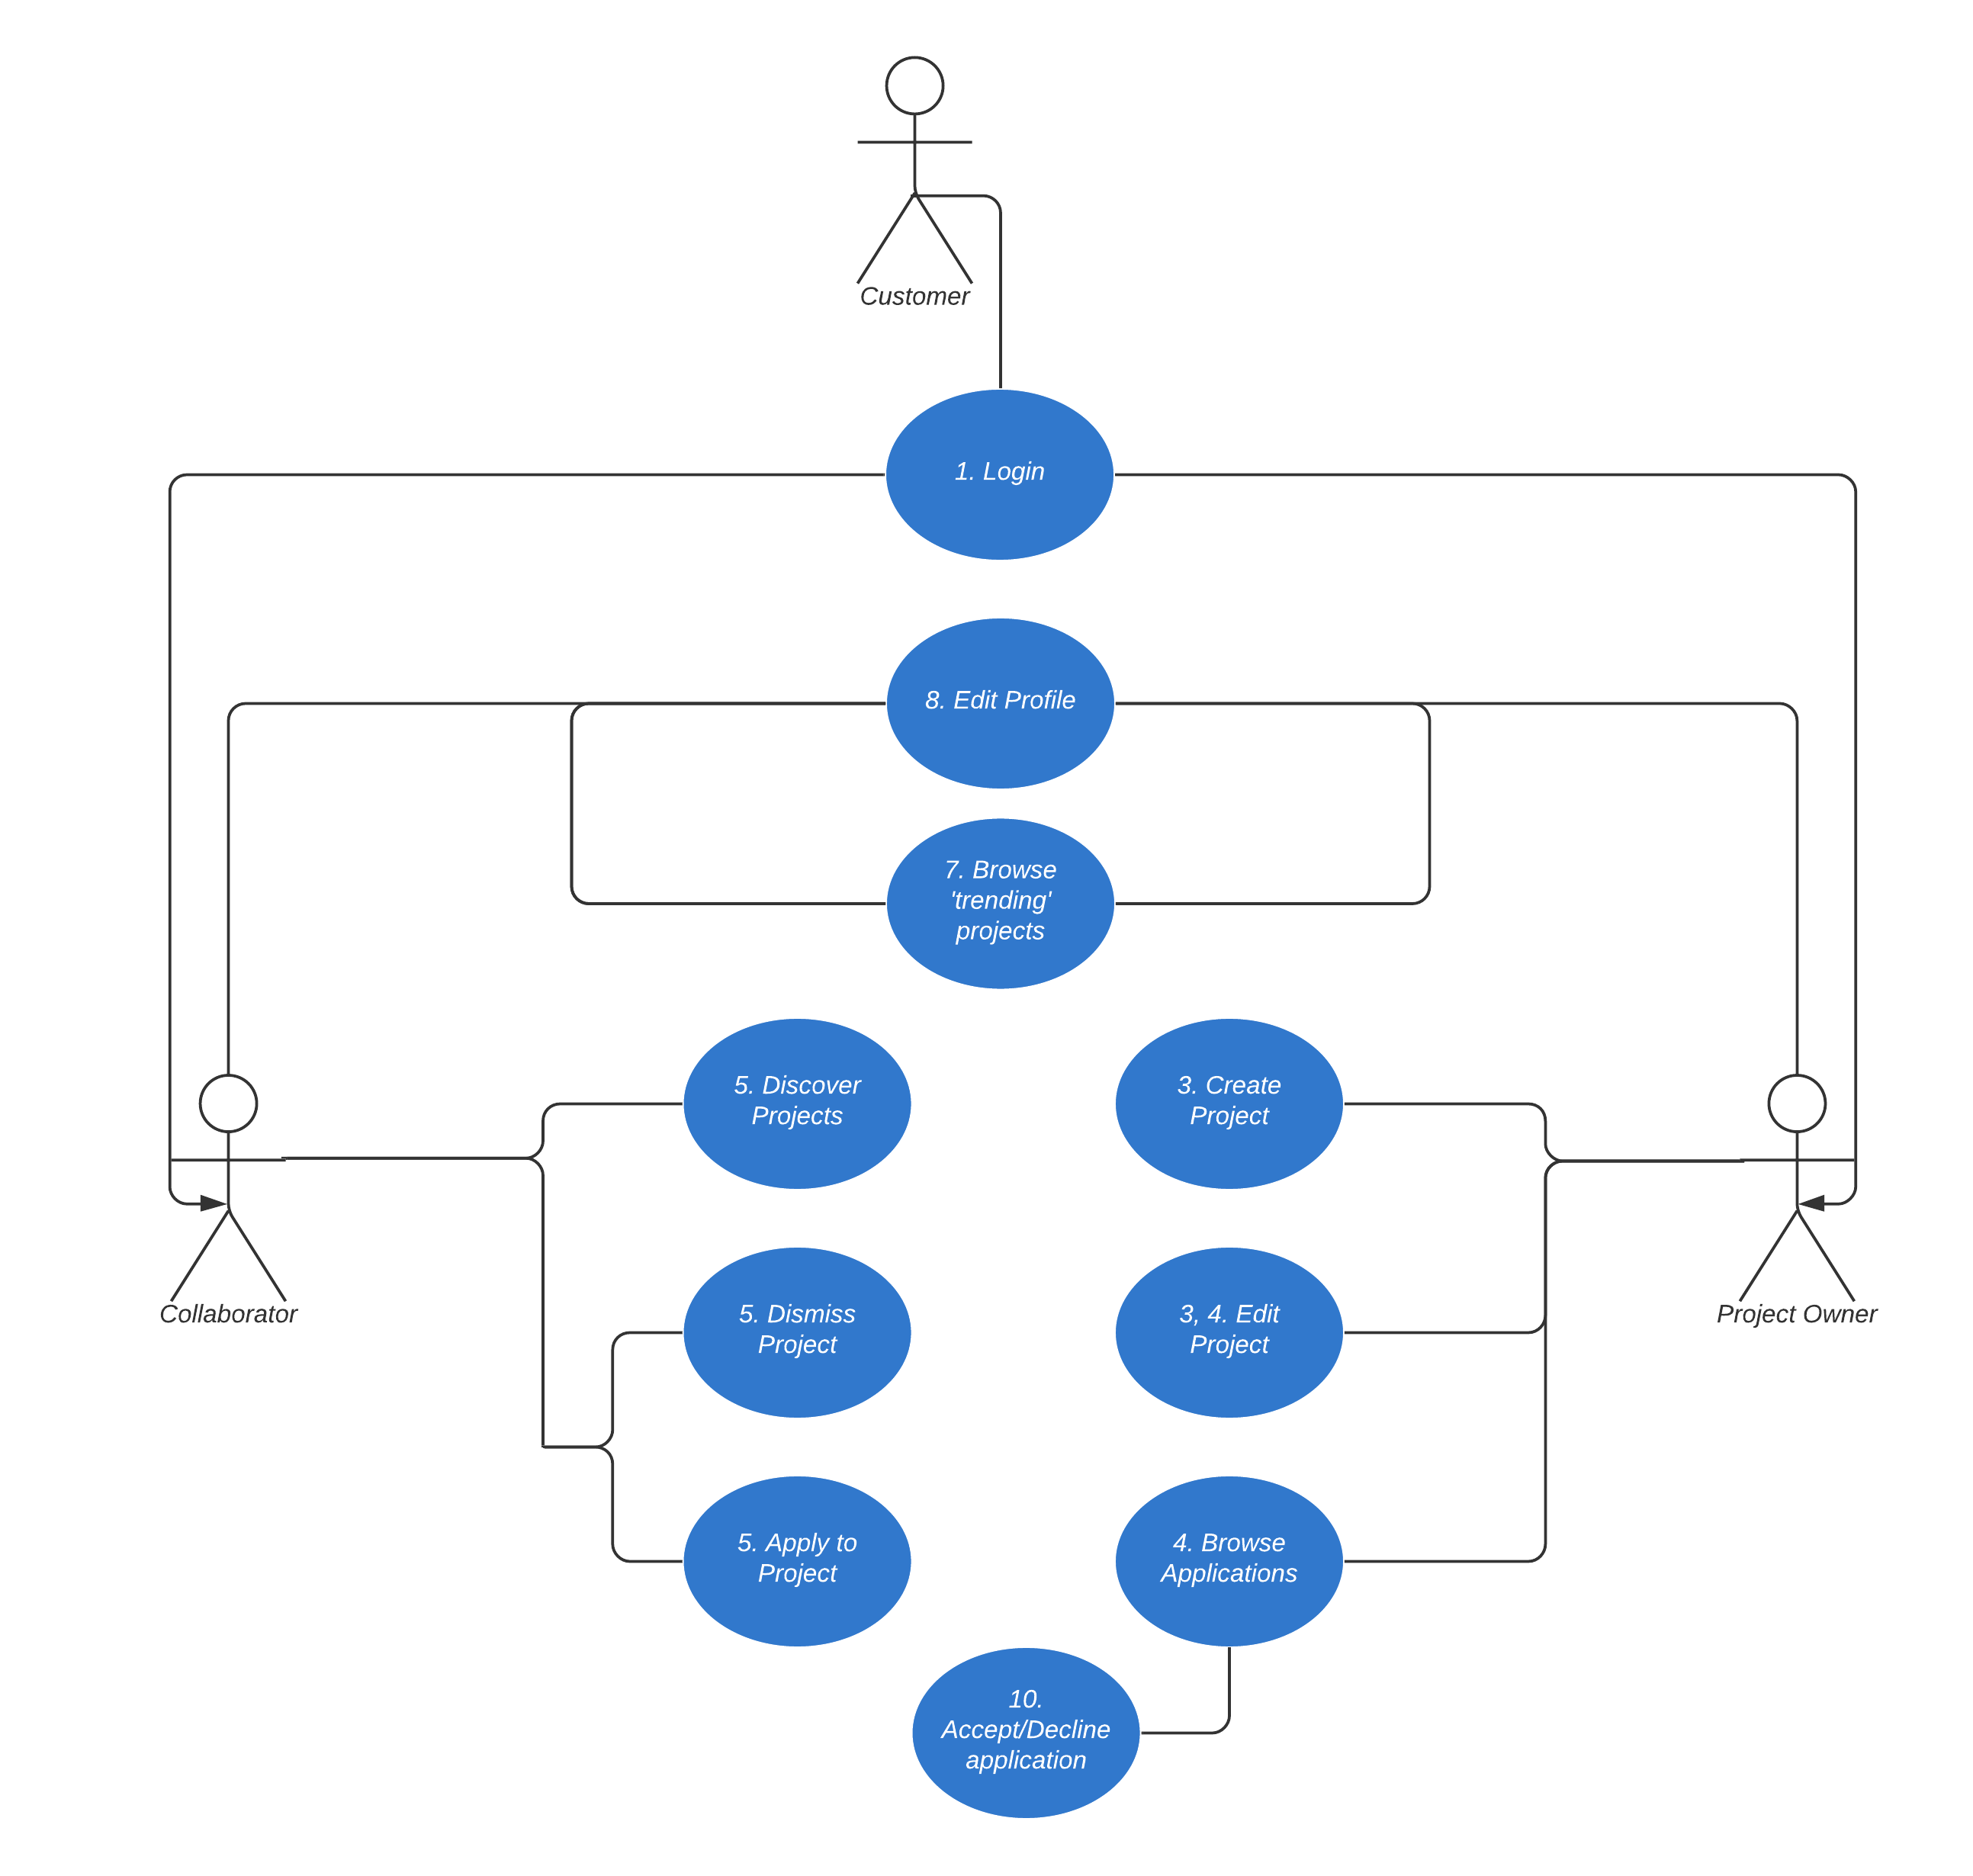 Customer
1. Login
8. Edit Profile
7. Browse
'trending'
projects
5. Discover
Projects
3. Create
Project
Collaborator
5. Dismiss
Project
3, 4. Edit
Project
Project Owner
5. Apply to
Project
4. Browse
Applications
10.
Accept/Decline
application